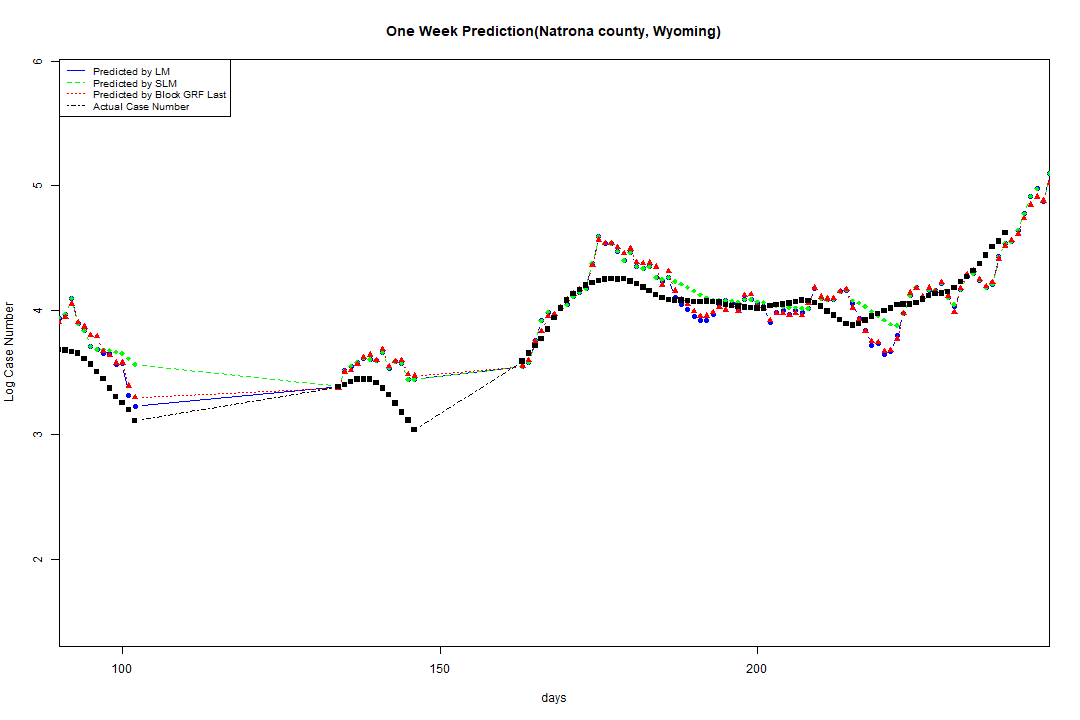 One Week Prediction(Natrona county, Wyoming)
Predicted by LM
Predicted by SLM
Predicted by Block GRF Last
Actual Case Number
6
5
4
3
2
Log Case Number
100
150
200
days